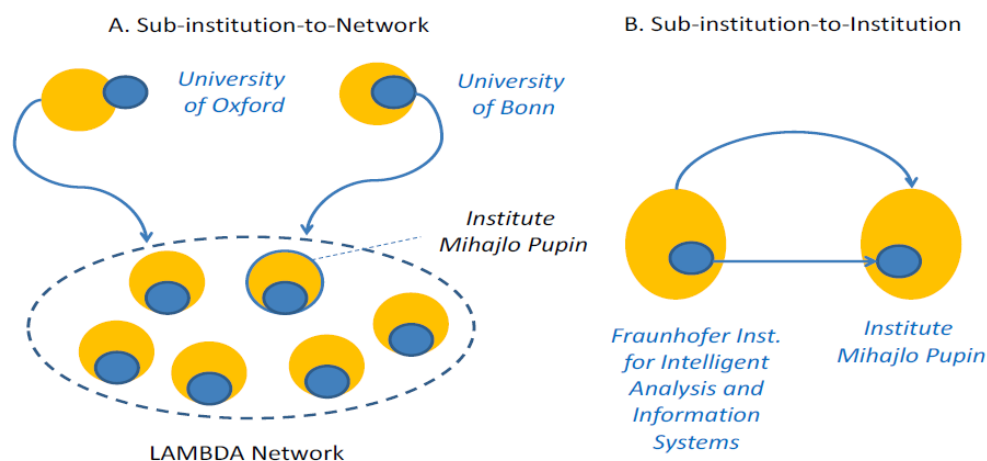 A. Sub-institution-to-Network
University
of Oxford
University
of Bonn
Institute
Mihajlo Pupin
LAMBDA Network
B. Sub-institution-to-Institution
Fraunhofer Inst.
for Intelligent
Analysis and
Information
Systems
Institute
Mihajlo Pupin